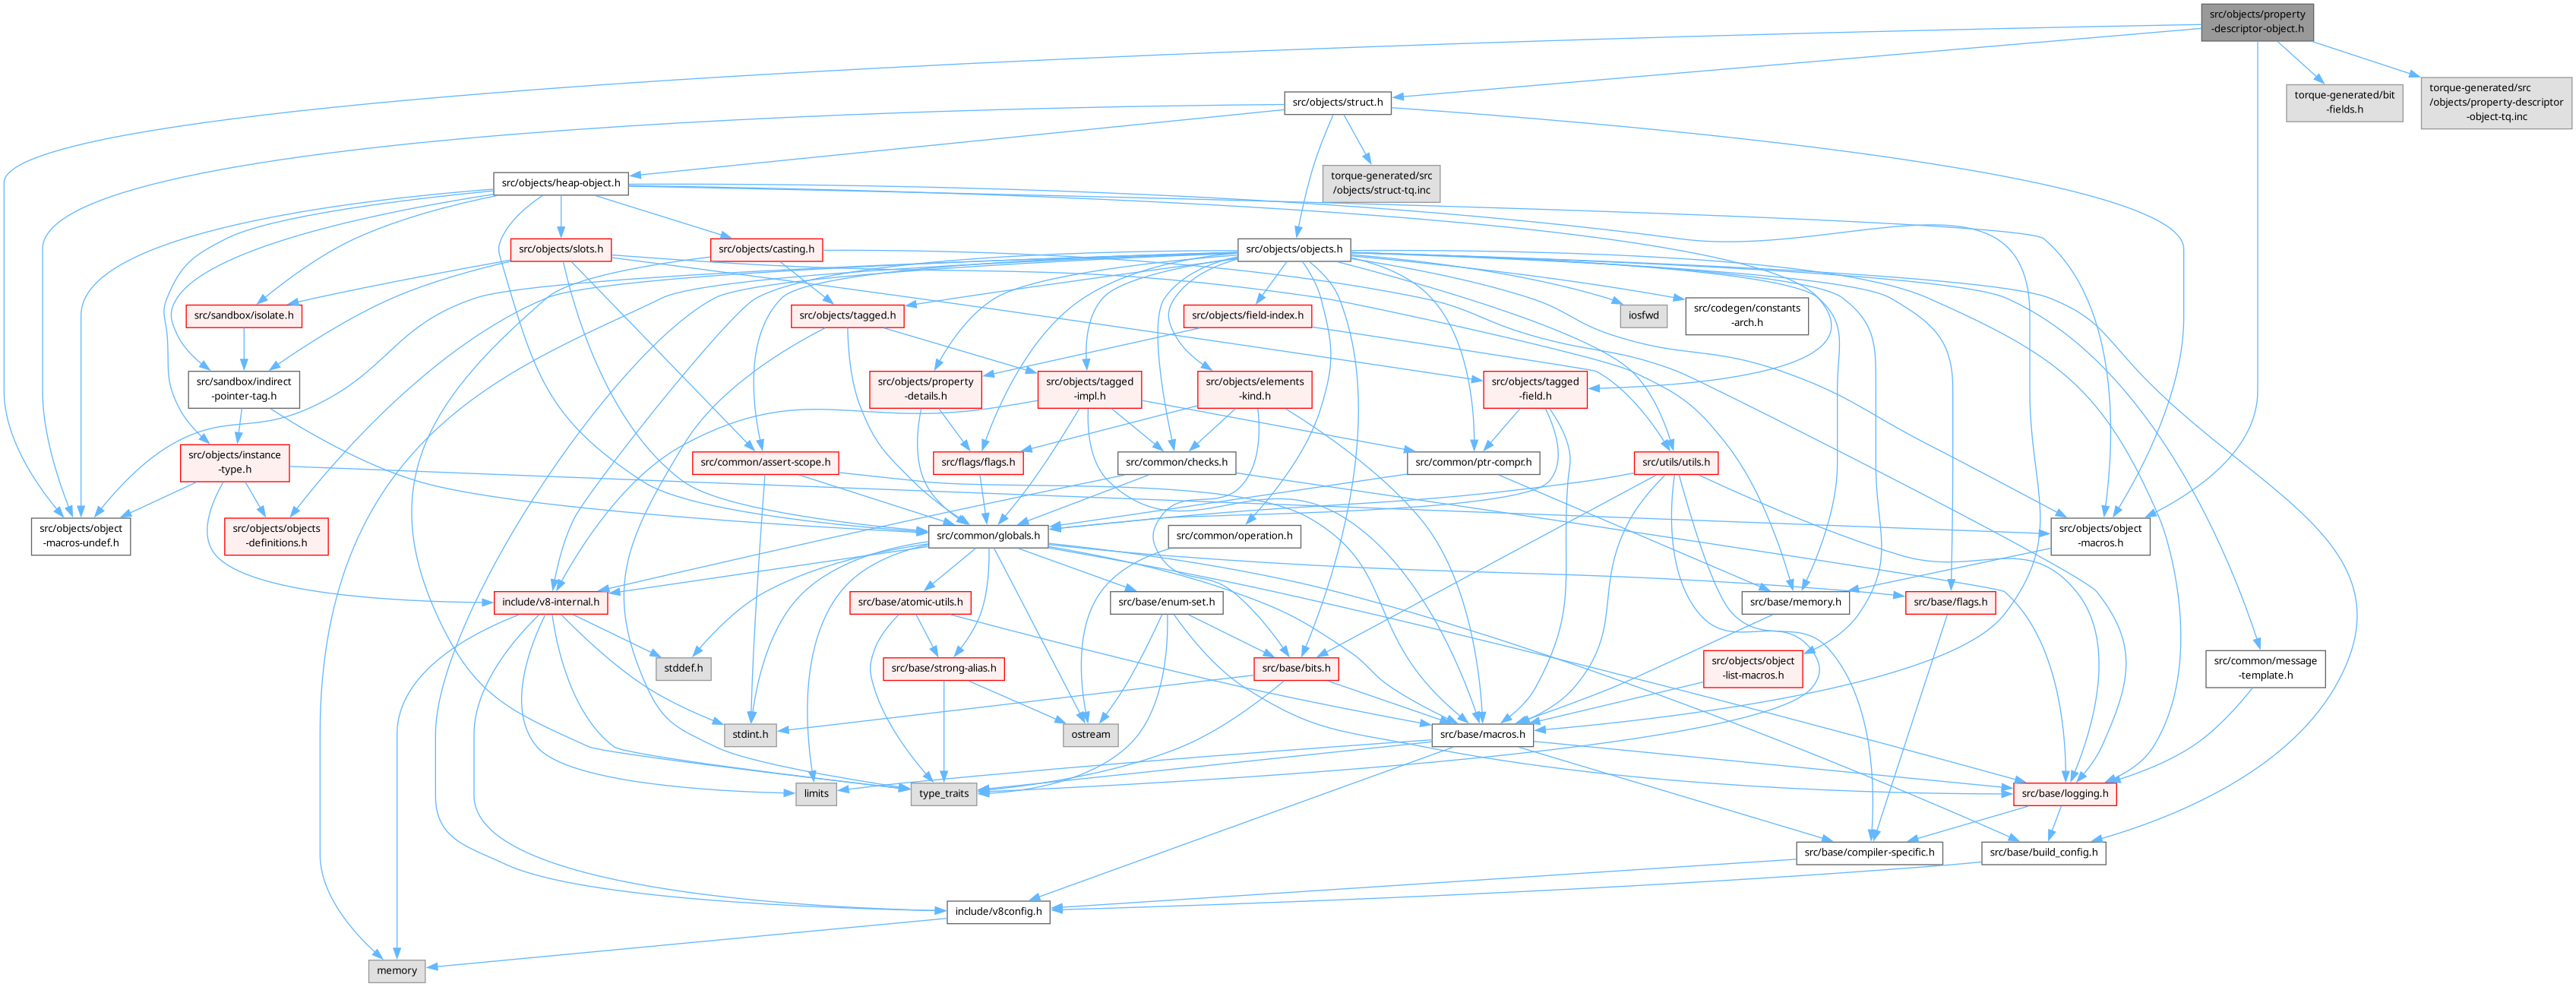 src/objects/property
-descriptor-object.h
src/objects/struct.h
torque-generated/bit
-fields.h
torque-generated/src
/objects/property-descriptor
-object-tq.inc
src/objects/heap-object.h
torque-generated/src
/objects/struct-tq.inc
src/objects/slots.h
src/objects/casting.h
src/objects/objects.h
src/sandbox/isolate.h
src/objects/tagged.h
src/objects/field-index.h
iosfwd
src/codegen/constants
-arch.h
src/sandbox/indirect
-pointer-tag.h
src/objects/property
-details.h
src/objects/tagged
-impl.h
src/objects/elements
-kind.h
src/objects/tagged
-field.h
src/objects/instance
-type.h
src/common/assert-scope.h
src/flags/flags.h
src/common/checks.h
src/common/ptr-compr.h
src/utils/utils.h
src/objects/object
-macros-undef.h
src/objects/objects
-definitions.h
src/common/globals.h
src/common/operation.h
src/objects/object
-macros.h
include/v8-internal.h
src/base/atomic-utils.h
src/base/enum-set.h
src/base/memory.h
src/base/flags.h
stddef.h
src/base/strong-alias.h
src/base/bits.h
src/objects/object
-list-macros.h
src/common/message
-template.h
stdint.h
ostream
src/base/macros.h
limits
type_traits
src/base/logging.h
src/base/compiler-specific.h
src/base/build_config.h
include/v8config.h
memory